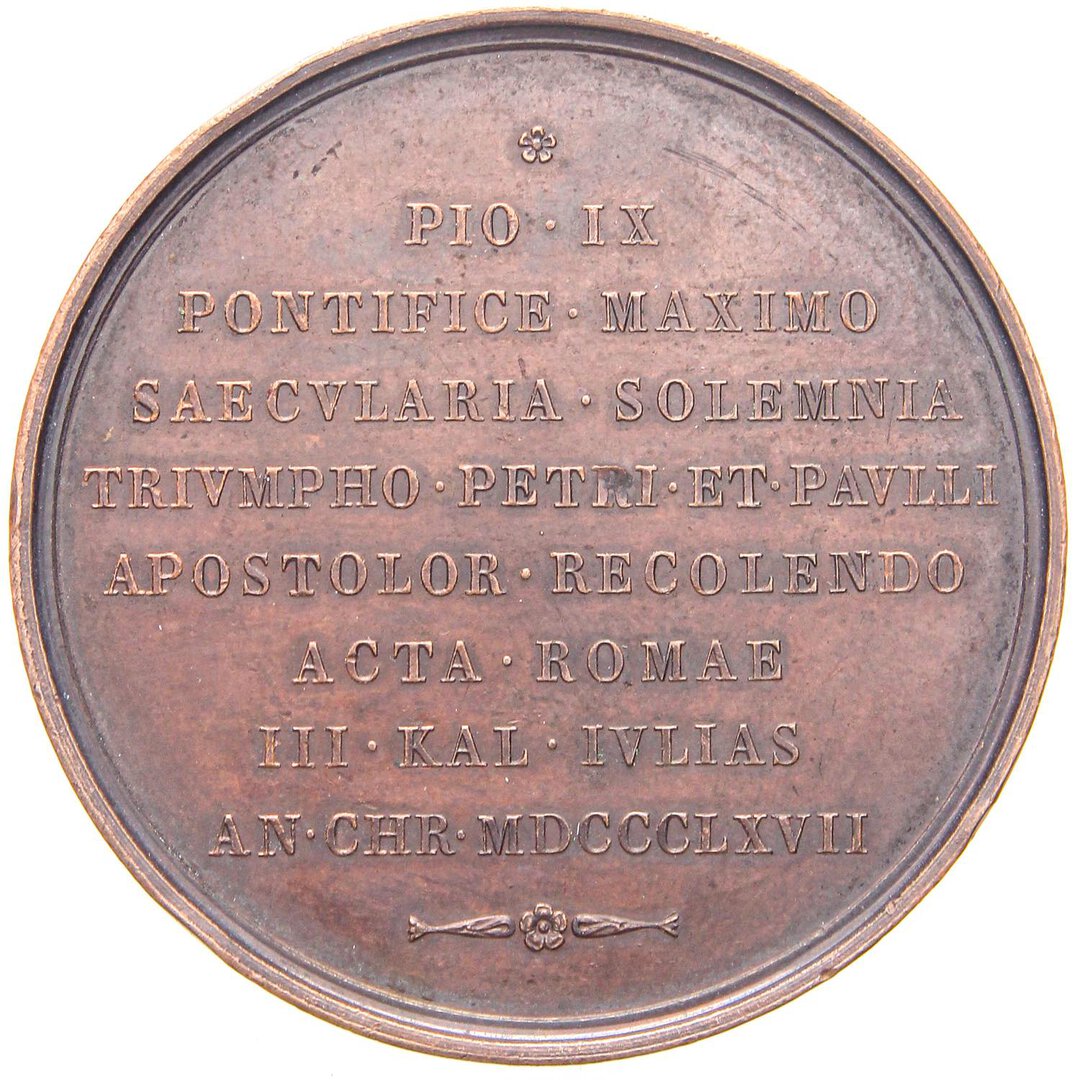 PIO · IX
PONTIFICE · MAXIMO
SAECVLARIA · SOLEMNIA
TRIVMPHO · PETRI · ET · PAVLLI
APOSTOLOR · RECOLENDO
ACTA · ROMAE
III · KAL · IVLIAS
AN · CHR · MDCCCLXVII